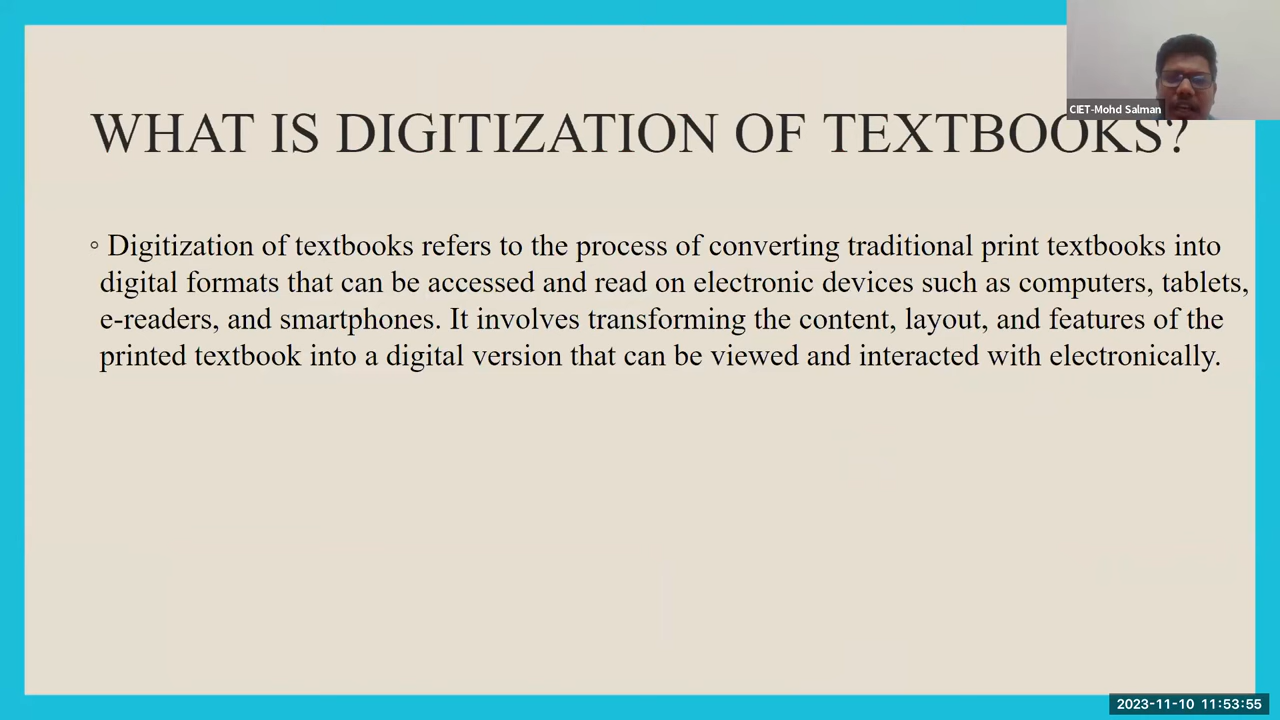 CIET-Mohd Salman
WHAT IS DIGITIZATION OF TEXTBOOKS?
◦ Digitization of textbooks refers to the process of converting traditional print textbooks into
digital formats that can be accessed and read on electronic devices such as computers, tablets,
e-readers, and smartphones. It involves transforming the content, layout, and features of the
printed textbook into a digital version that can be viewed and interacted with electronically.
2023-11-10 11:53:55